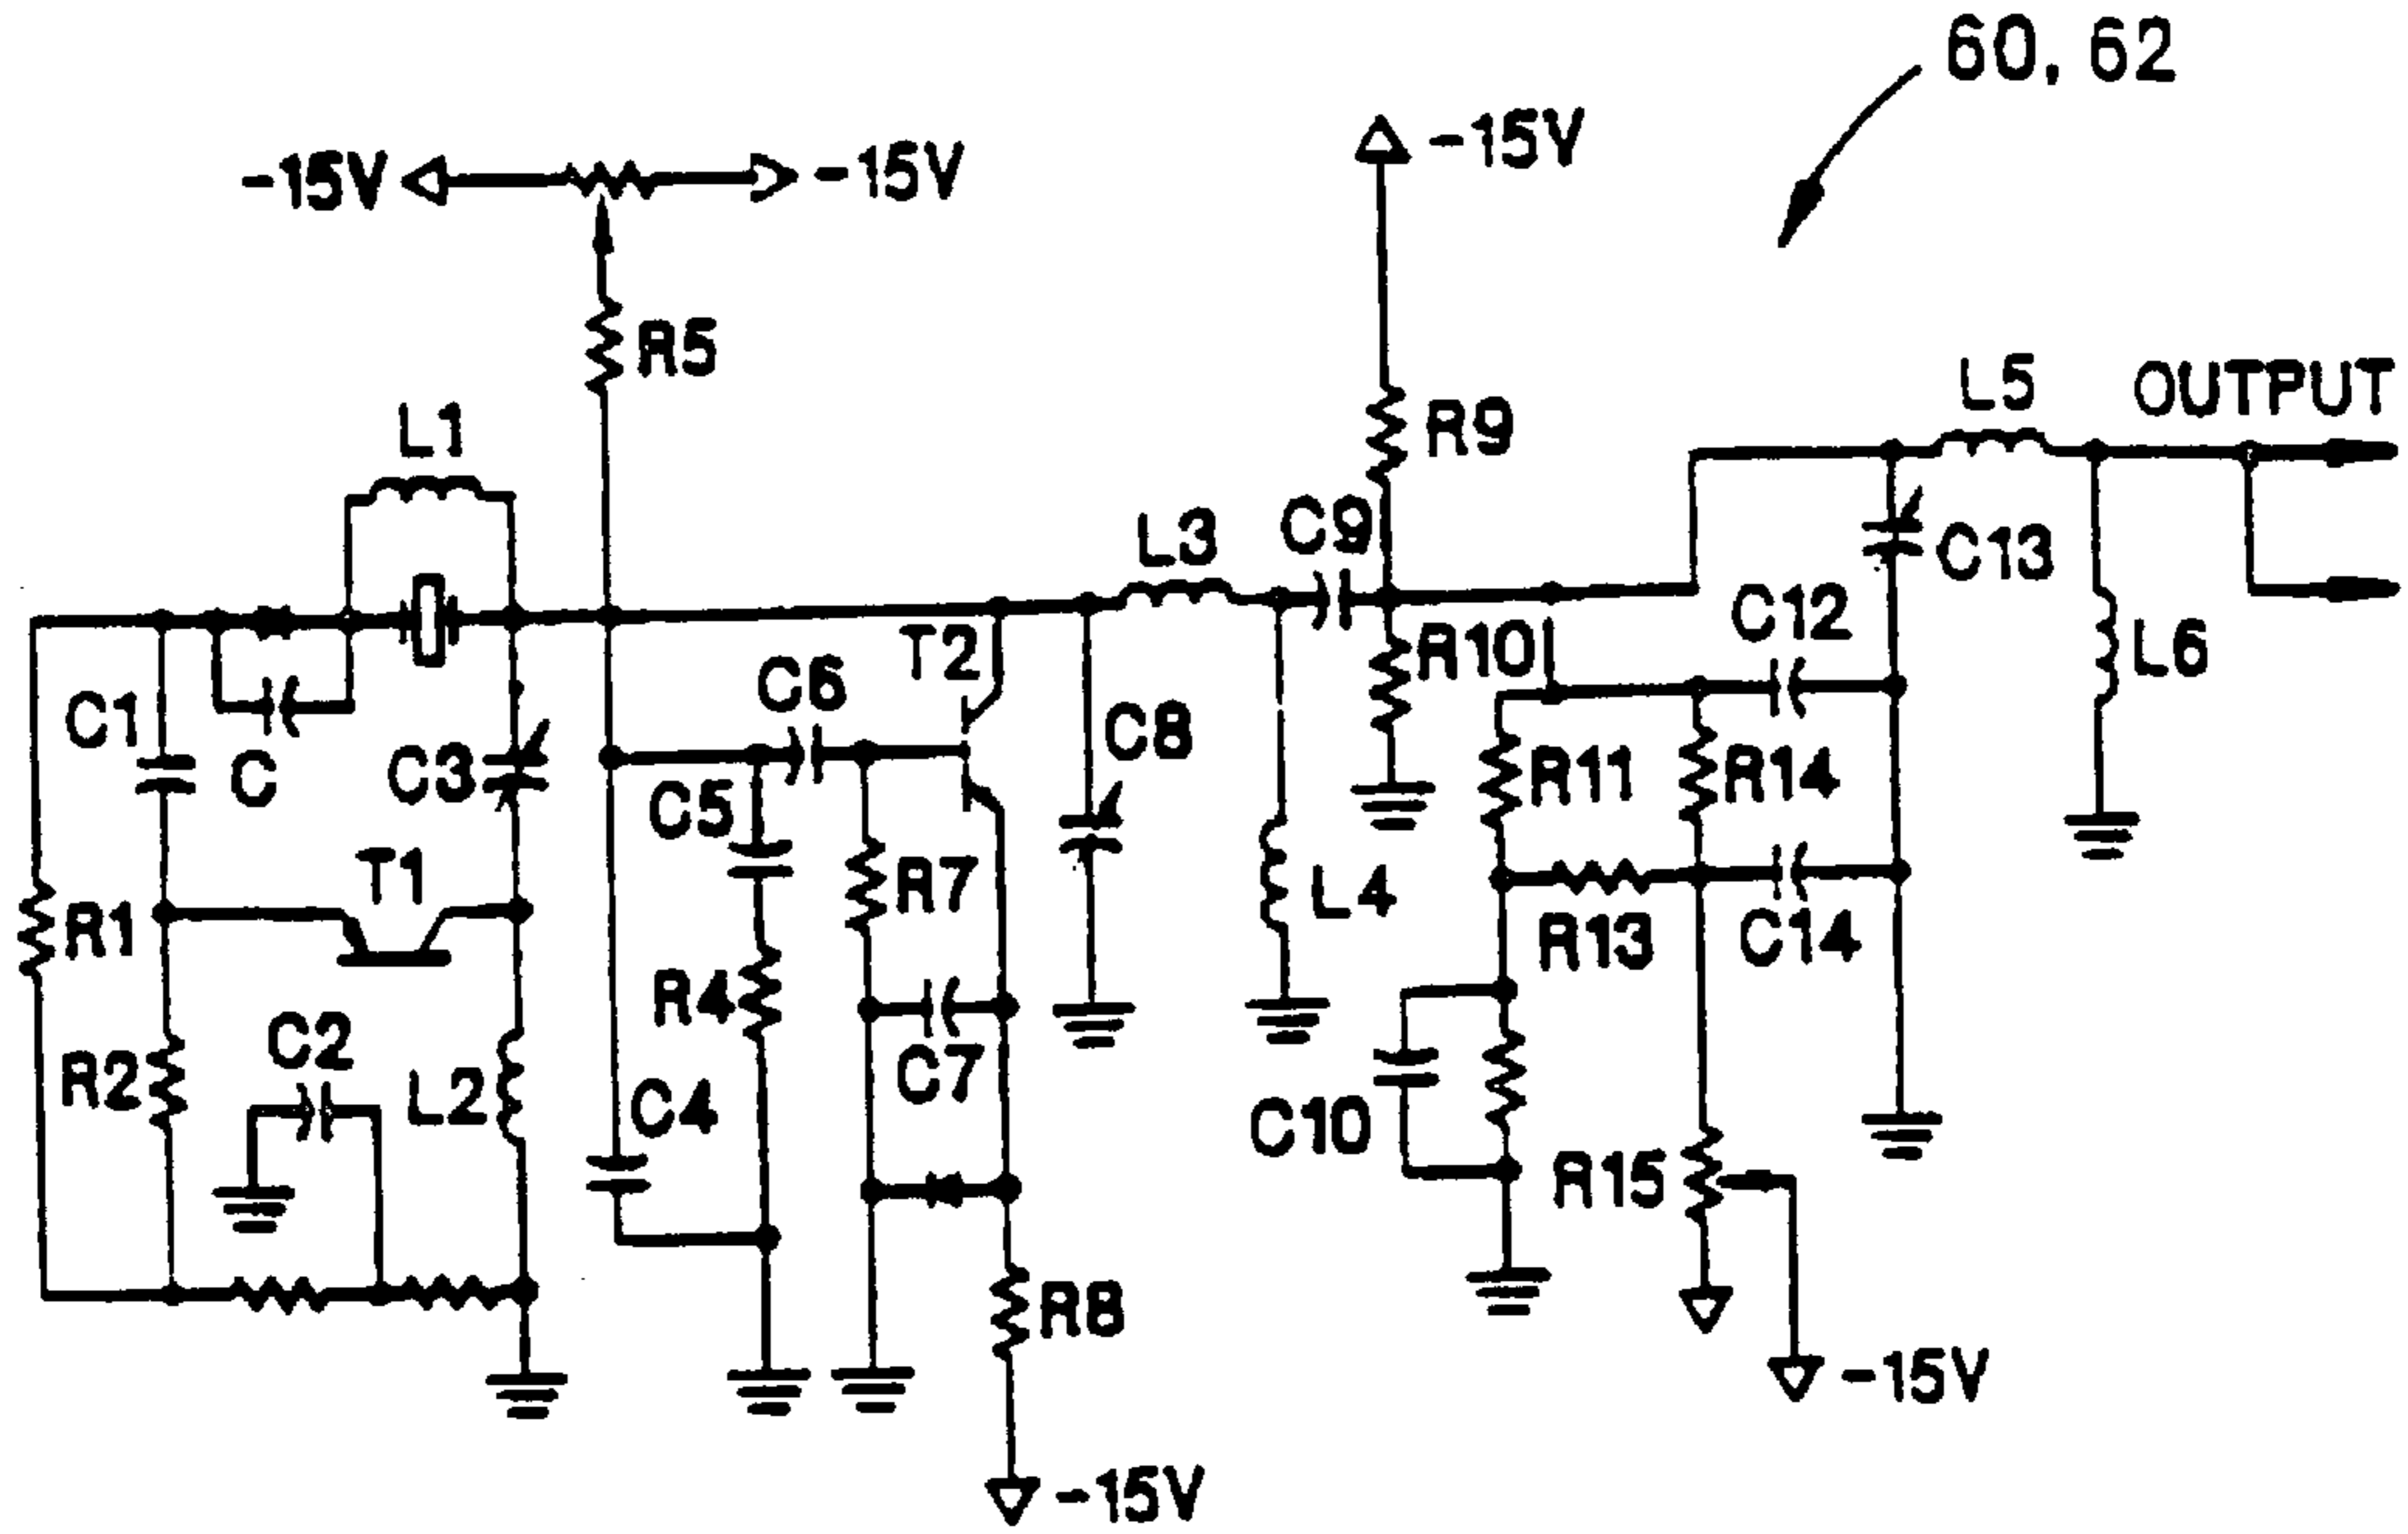 60, 62
-15V
-15V
-15V
R5
L1
R9
L5
OUTPUT
L3
C9
C13
C12
T2
R10
L6
C6
C1
C8
C
C3
C5
R11
R14
T1
R7
L4
R1
R13
C14
R4
C2
R2
L2
C7
C4
C10
R15
R8
-15V
-15V